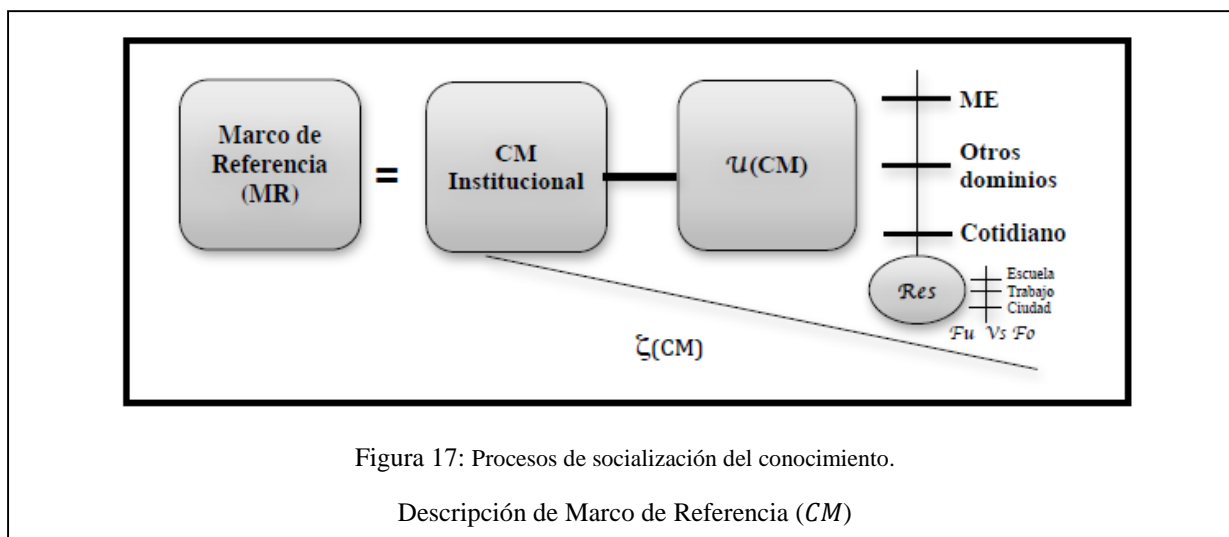 Marco de
Referencia
(MR)
=
CM
Institucional
𝒰(CM)
ME
Otros
dominios
Cotidiano
ℛes
Escuela
Trabajo
Ciudad
ℱu Vs ℱo
ζ(CM)
Figura 17: Procesos de socialización del conocimiento.
Descripción de Marco de Referencia (𝐶𝑀)